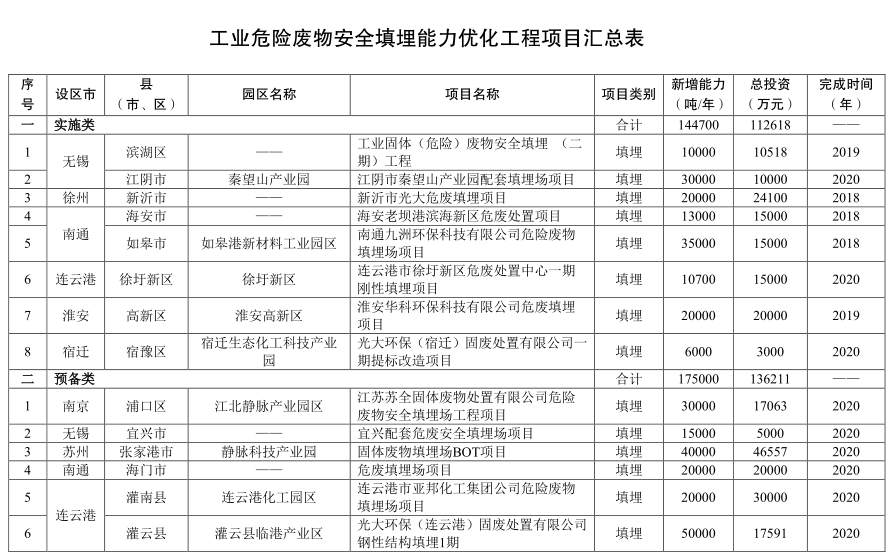 工业危险废物安全填埋能力优化工程项目汇总表
序号 设区市 县（市、区） 园区名称 项目名称 项目类别 新增能力（吨/年） 总投资（万元） 完成时间（年）
一 实施类 合计 144700 112618 ——
1 无锡 滨湖区 —— 工业固体（危险）废物安全填埋 （二期）工程 填埋 10000 10518 2019
2 江阴市 秦望山产业园 江阴市秦望山产业园配套填埋场项目 填埋 30000 10000 2020
3 徐州 新沂市 —— 新沂市光大危废填埋项目 填埋 20000 24100 2018
4 南通 海安市 —— 海安老坝港滨海新区危废处置项目 填埋 13000 15000 2018
5 如皋市 如皋港新材料工业园区 南通九洲环保科技有限公司危险废物填埋场项目 填埋 35000 15000 2018
6 连云港 徐圩新区 徐圩新区 连云港市徐圩新区危废处置中心一期刚性填埋项目 填埋 10700 15000 2020
7 淮安 高新区 淮安高新区 淮安华科环保科技有限公司危废填埋项目 填埋 20000 20000 2019
8 宿迁 宿豫区 宿迁生态化工科技产业园 光大环保（宿迁）固废处置有限公司一期提标改造项目 填埋 6000 3000 2020
二 预备类 合计 175000 136211 ——
1 南京 浦口区 江北静脉产业园区 江苏苏全固体废物处置有限公司危险废物安全填埋场工程项目 填埋 30000 17063 2020
2 无锡 宜兴市 —— 宜兴配套危废安全填埋场项目 填埋 15000 5000 2020
3 苏州 张家港市 静脉科技产业园 固体废物填埋场BOT项目 填埋 40000 46557 2020
4 南通 海门市 —— 危废填埋场项目 填埋 20000 20000 2020
5 连云港 灌南县 连云港化工园区 连云港市亚邦化工集团公司危险废物填埋场项目 填埋 20000 30000 2020
6 灌云县 灌云县临港产业区 光大环保（连云港）固废处置有限公司钢性结构填埋1期 填埋 50000 17591 2020